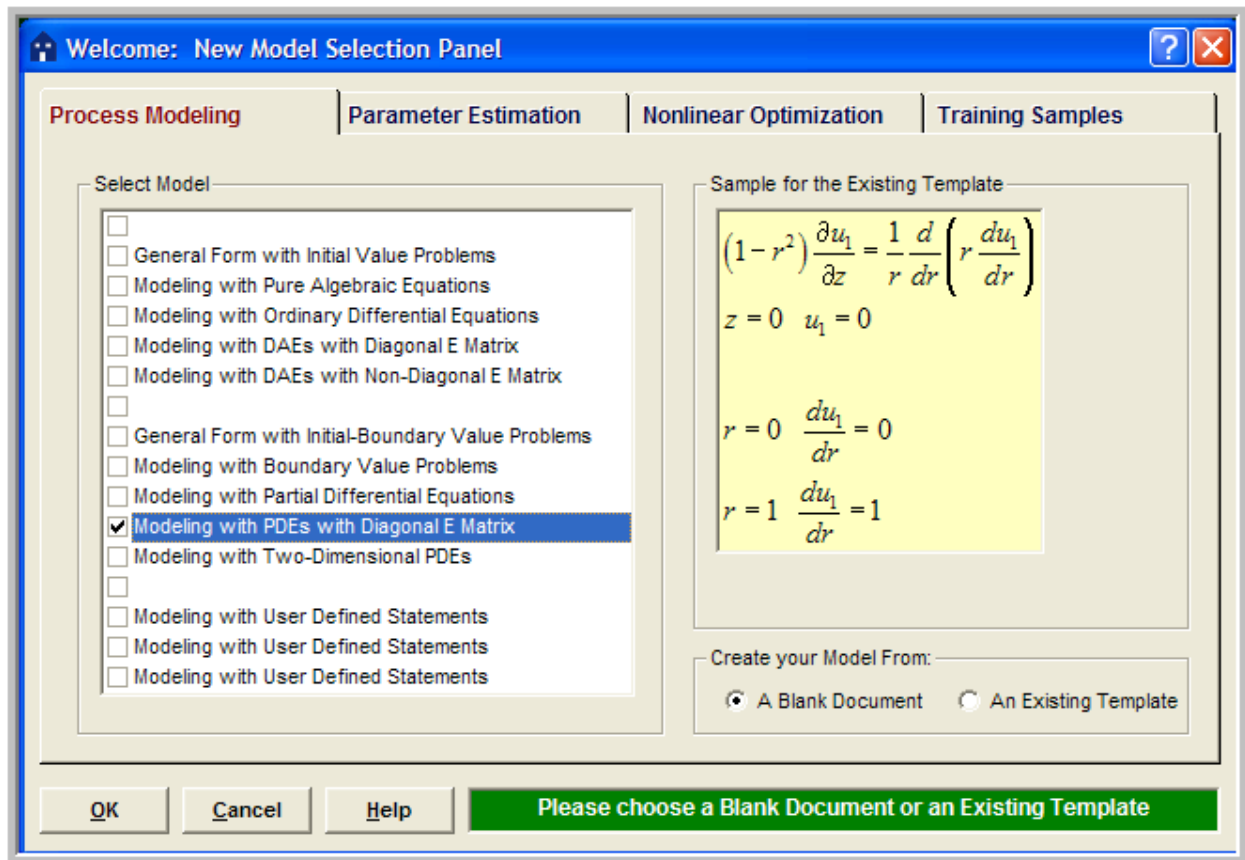 Welcome: New Model Selection Panel
?
Process Modeling
Parameter Estimation
Nonlinear Optimization
Training Samples
Select Model
General Form with Initial Value Problems
Modeling with Pure Algebraic Equations
Modeling with Ordinary Differential Equations
Modeling with DAEs with Diagonal E Matrix
Modeling with DAEs with Non-Diagonal E Matrix
General Form with Initial-Boundary Value Problems
Modeling with Boundary Value Problems
Modeling with Partial Differential Equations
Modeling with PDEs with Diagonal E Matrix
Modeling with Two-Dimensional PDEs
Modeling with User Defined Statements
Modeling with User Defined Statements
Modeling with User Defined Statements
Sample for the Existing Template
(1 − r²) ∂u₁/∂z = 1/r d/dr (r du₁/dr)
z = 0 u₁ = 0
r = 0 du₁/dr = 0
r = 1 du₁/dr = 1
Create your Model From:
A Blank Document
An Existing Template
OK
Cancel
Help
Please choose a Blank Document or an Existing Template